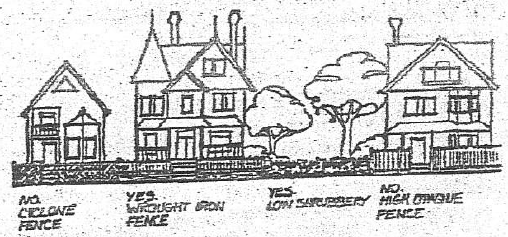 NO.
CYCLONE
FENCE
YES.
WROUGHT IRON
FENCE
YES.
LOW SHRUBBERY
NO.
HIGH OPAQUE
FENCE